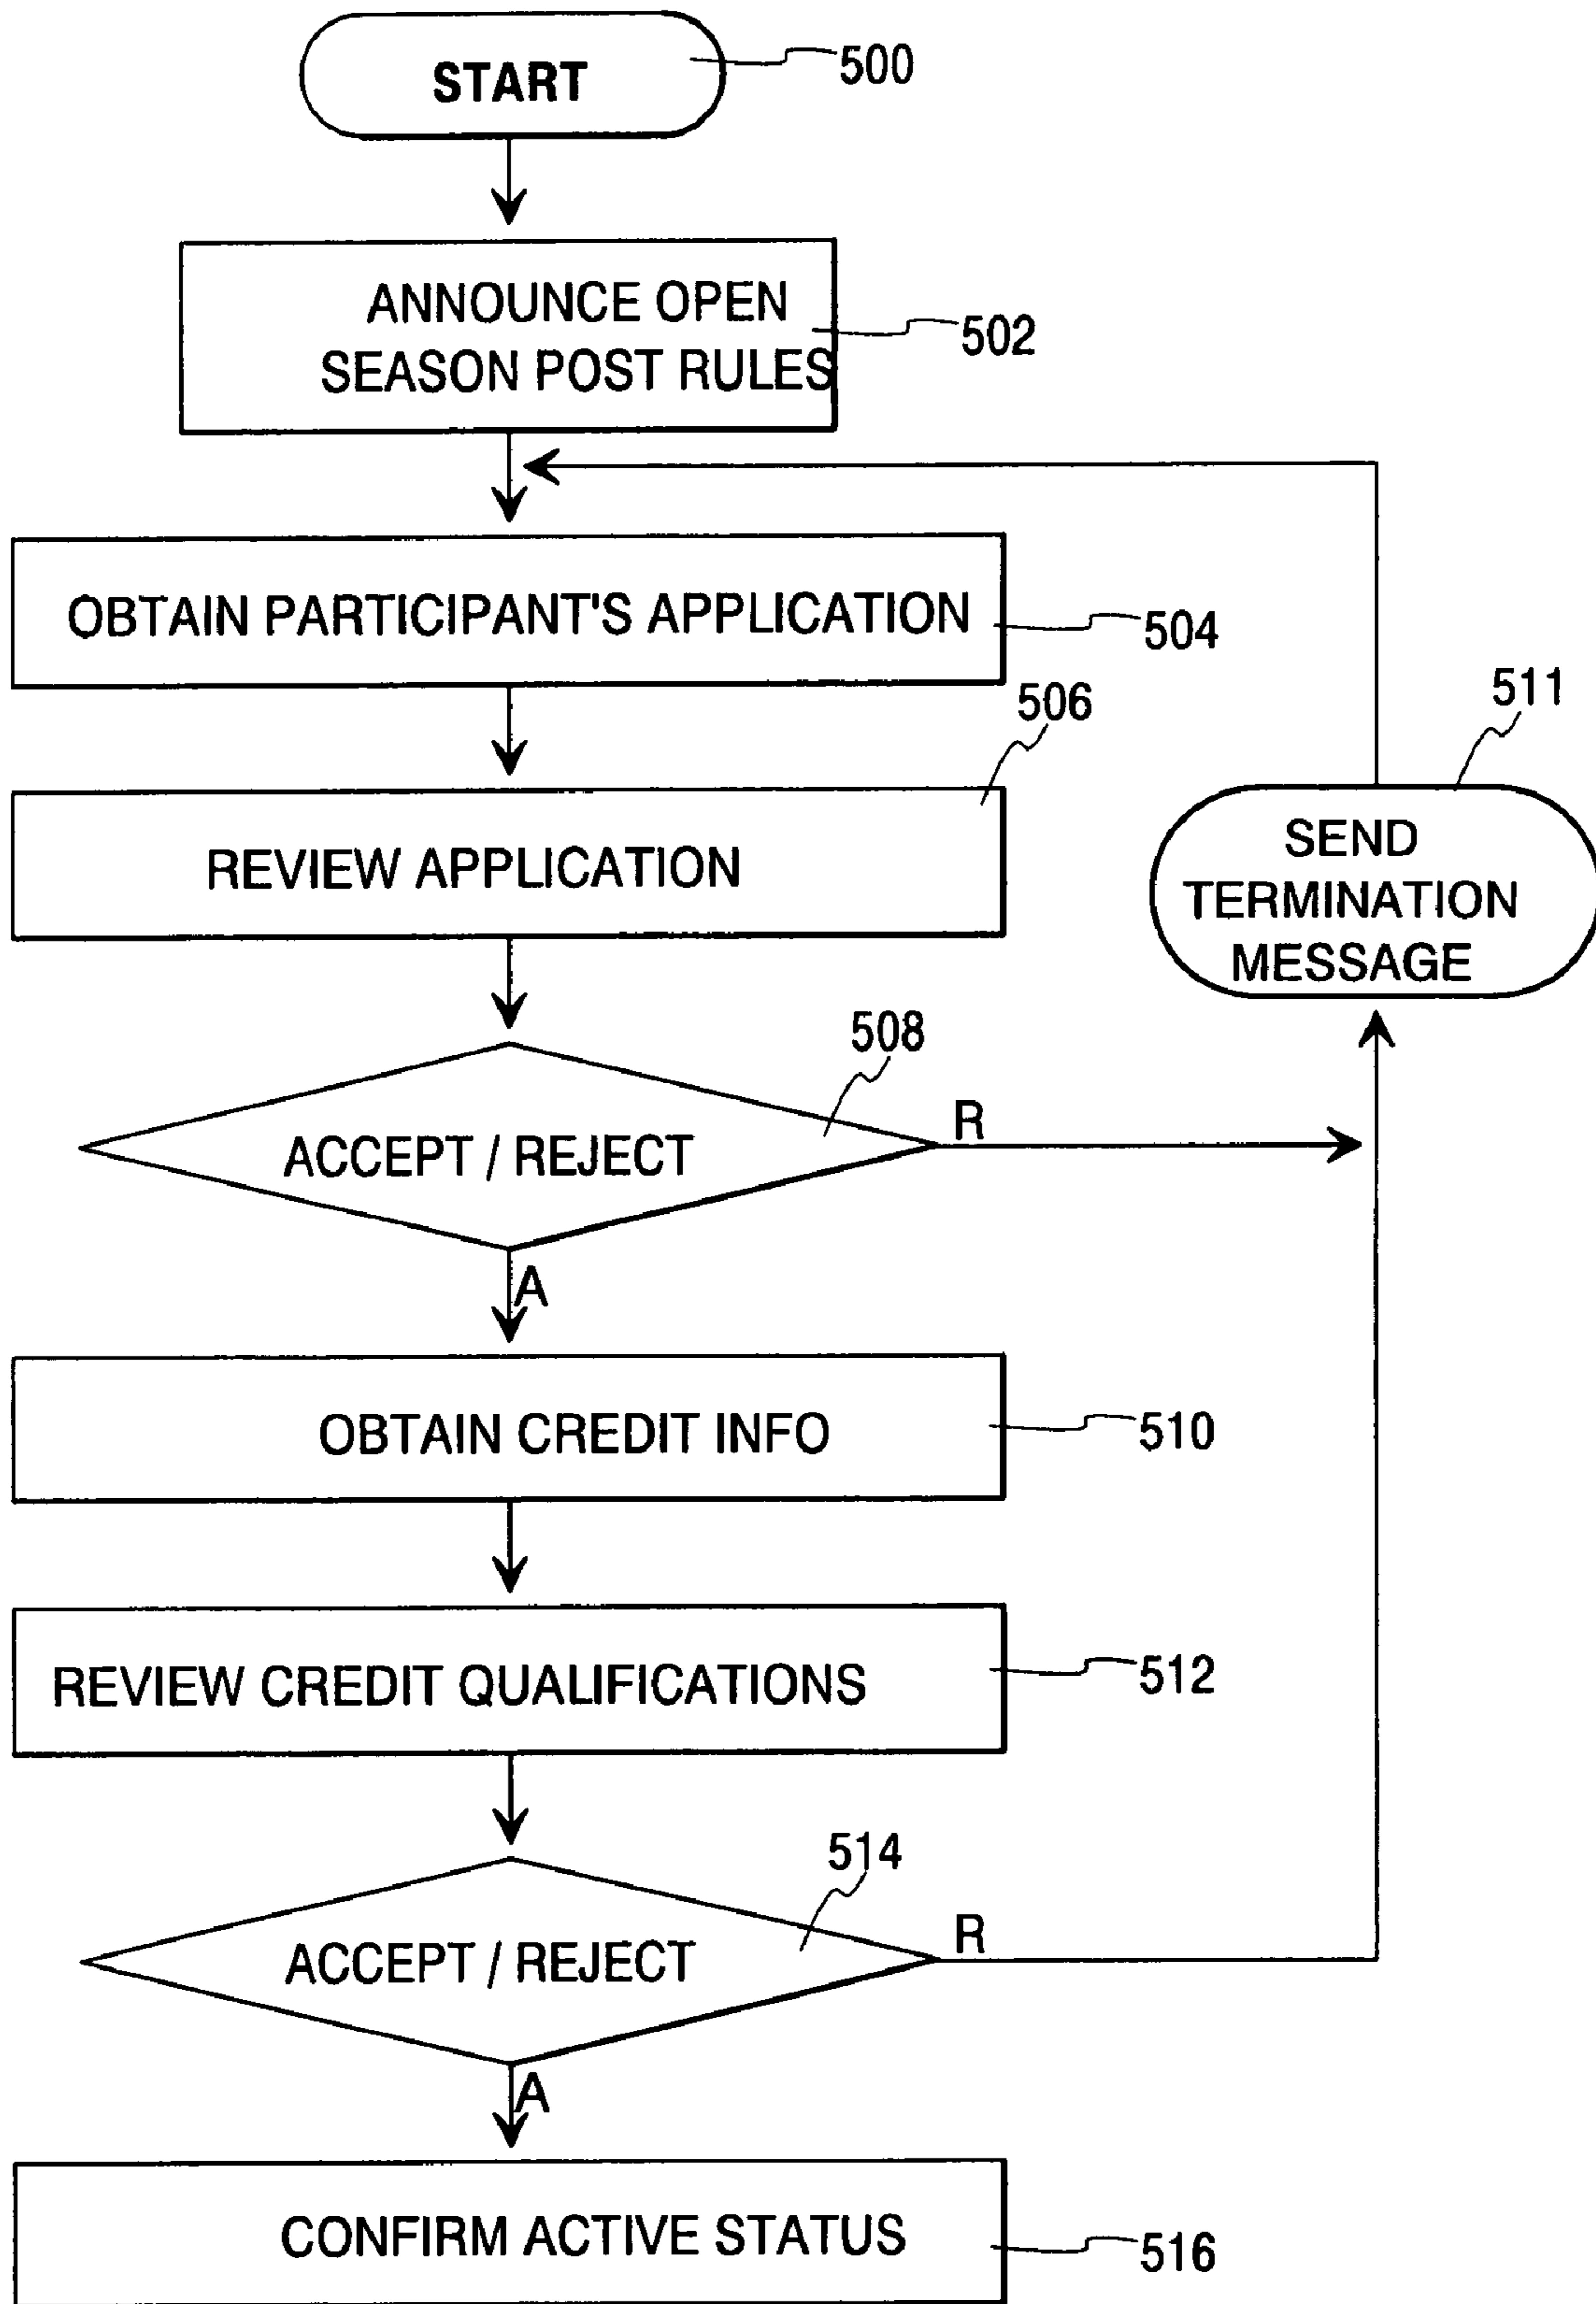 START
500
ANNOUNCE OPEN
SEASON POST RULES
502
OBTAIN PARTICIPANT'S APPLICATION
504
506
REVIEW APPLICATION
511
SEND
TERMINATION
MESSAGE
508
ACCEPT / REJECT
R
A
OBTAIN CREDIT INFO
510
REVIEW CREDIT QUALIFICATIONS
512
514
ACCEPT / REJECT
R
A
CONFIRM ACTIVE STATUS
516